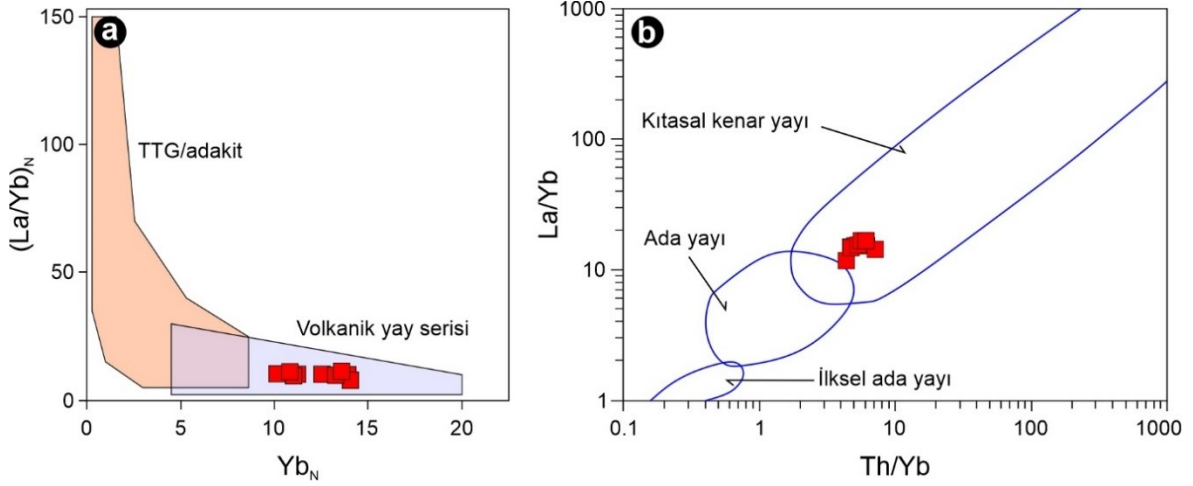 a
150
100
50
0
(La/Yb)N
TTG/adakit
Volkanik yay serisi
0 5 10 15 20
YbN
b
1000
100
10
1
La/Yb
Kıtasal kenar yayı
Ada yayı
İlksel ada yayı
0.1 1 10 100 1000
Th/Yb